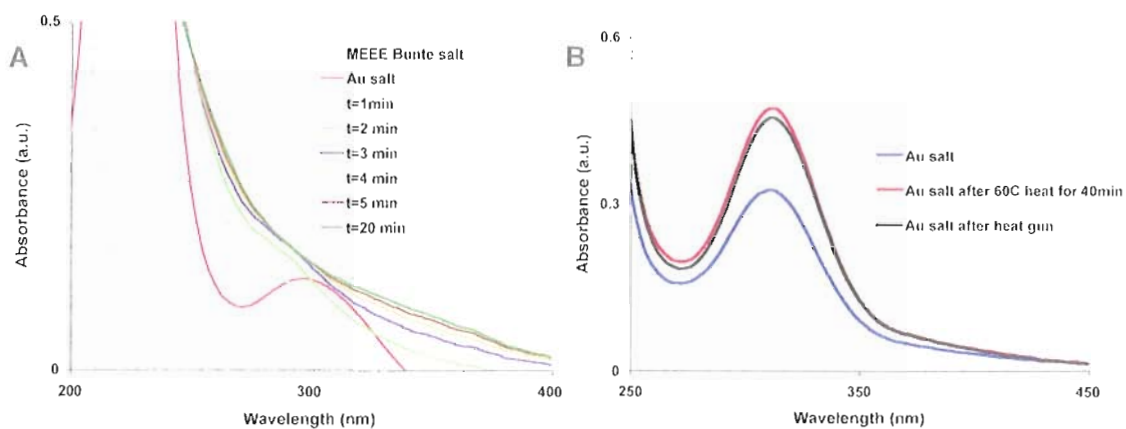 A
0.5
0
200
300
400
Absorbance (a.u.)
Wavelength (nm)
MEEE Bunte salt
Au salt
t=1min
t=2 min
t=3 min
t=4 min
t=5 min
t=20 min
B
0.6
0.3
0
250
350
450
Absorbance (a.u.)
Wavelength (nm)
Au salt
Au salt after 60C heat for 40min
Au salt after heat gun